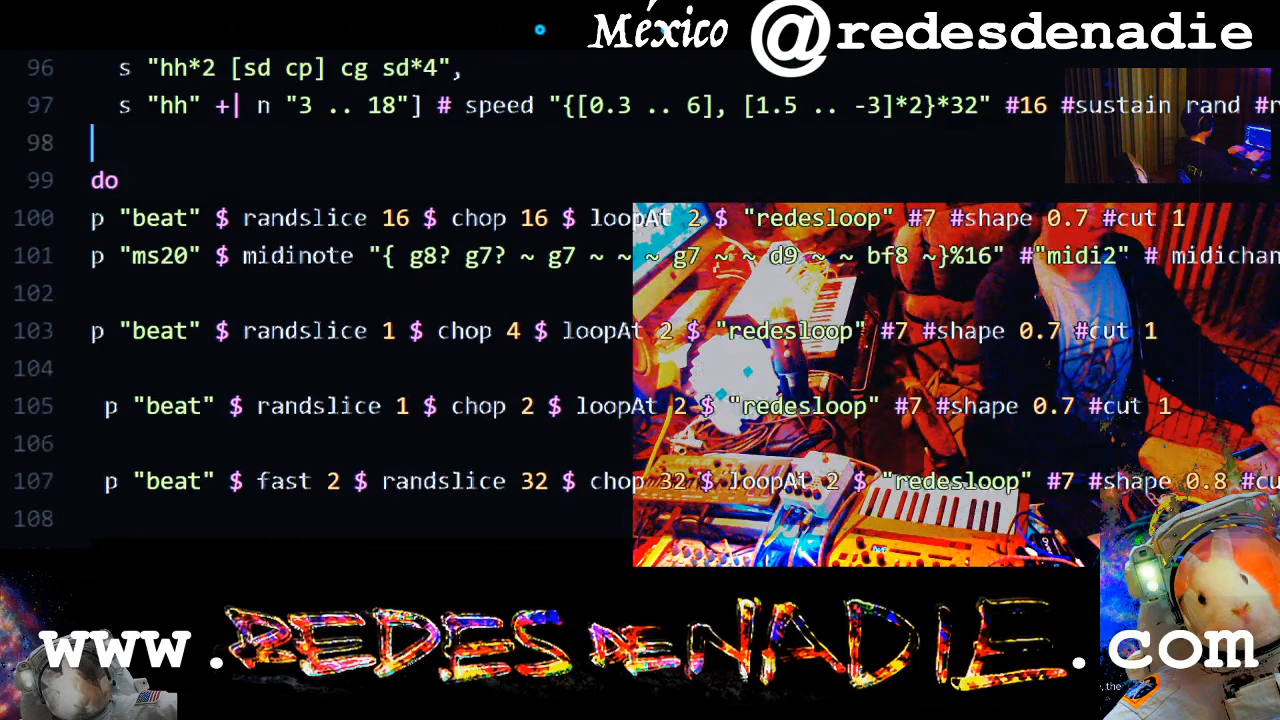 México @redesdenadie
96 s "hh*2 [sd cp] cg sd*4",
97 s "hh" +| n "3 .. 18"] # speed "{[0.3 .. 6], [1.5 .. -3]*2}*32" #16 #sustain rand
98
99 do
100 p "beat" $ randslice 16 $ chop 16 $ loopAt 2 $ "redesloop" #7 #shape 0.7 #cut 1
101 p "ms20" $ midinote "{ g8? g7? ~ g7 ~ ~ ~ g7 ~ ~ d9 ~ ~ bf8 ~}%16" #"midi2" # midichan
102
103 p "beat" $ randslice 1 $ chop 4 $ loopAt 2 $ "redesloop" #7 #shape 0.7 #cut 1
104
105 p "beat" $ randslice 1 $ chop 2 $ loopAt 2 $ "redesloop" #7 #shape 0.7 #cut 1
106
107 p "beat" $ fast 2 $ randslice 32 $ chop 32 $ loopAt 2 $ "redesloop" #7 #shape 0.8 #cu
108
www.REDESDENADIE.com
, the